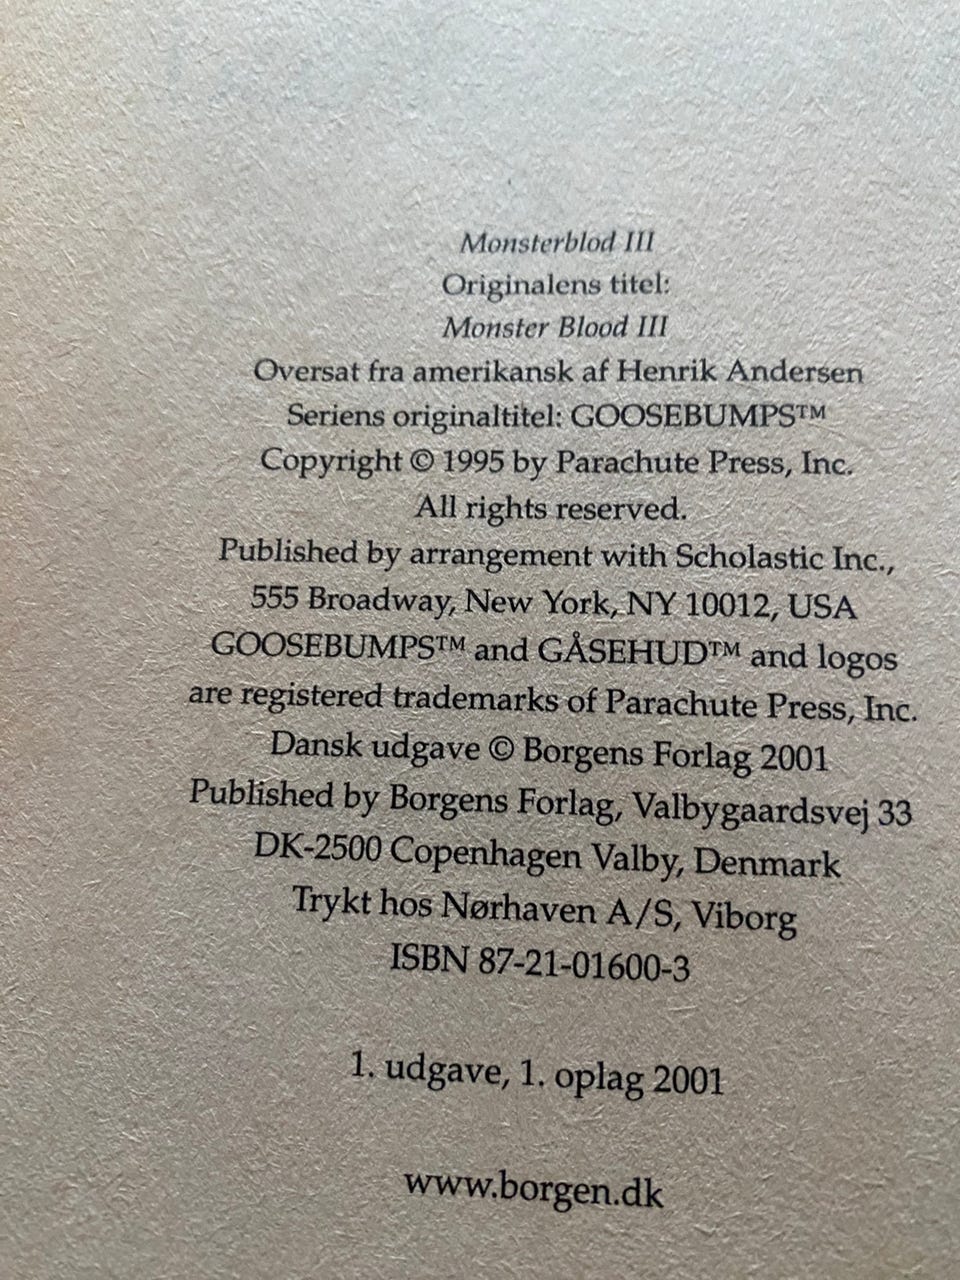 Monsterblod III
Originalens titel:
Monster Blood III
Oversat fra amerikansk af Henrik Andersen
Seriens originaltitel: GOOSEBUMPS™
Copyright © 1995 by Parachute Press, Inc.
All rights reserved.
Published by arrangement with Scholastic Inc.,
555 Broadway, New York, NY 10012, USA
GOOSEBUMPS™ and GÅSEHUD™ and logos
are registered trademarks of Parachute Press, Inc.
Dansk udgave © Borgens Forlag 2001
Published by Borgens Forlag, Valbygaardsvej 33
DK-2500 Copenhagen Valby, Denmark
Trykt hos Nørhaven A/S, Viborg
ISBN 87-21-01600-3
1. udgave, 1. oplag 2001
www.borgen.dk